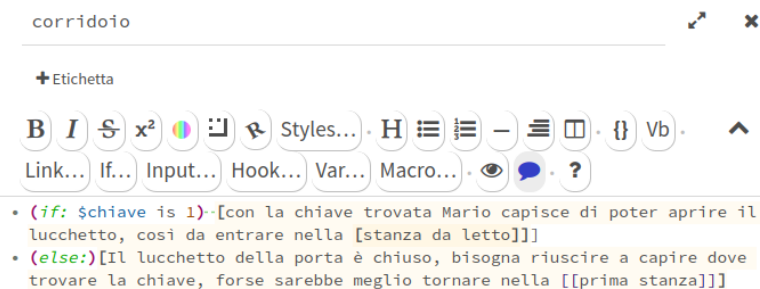 corridoio
+ Etichetta
B I S x² Styles... H {} Vb
Link... If... Input... Hook... Var... Macro... ?
• (if: $chiave is 1)··[con la chiave trovata Mario capisce di poter aprire il
lucchetto, cosi da entrare nella [stanza da letto]]]
• (else:)[Il lucchetto della porta è chiuso, bisogna riuscire a capire dove
trovare la chiave, forse sarebbe meglio tornare nella [[prima stanza]]]